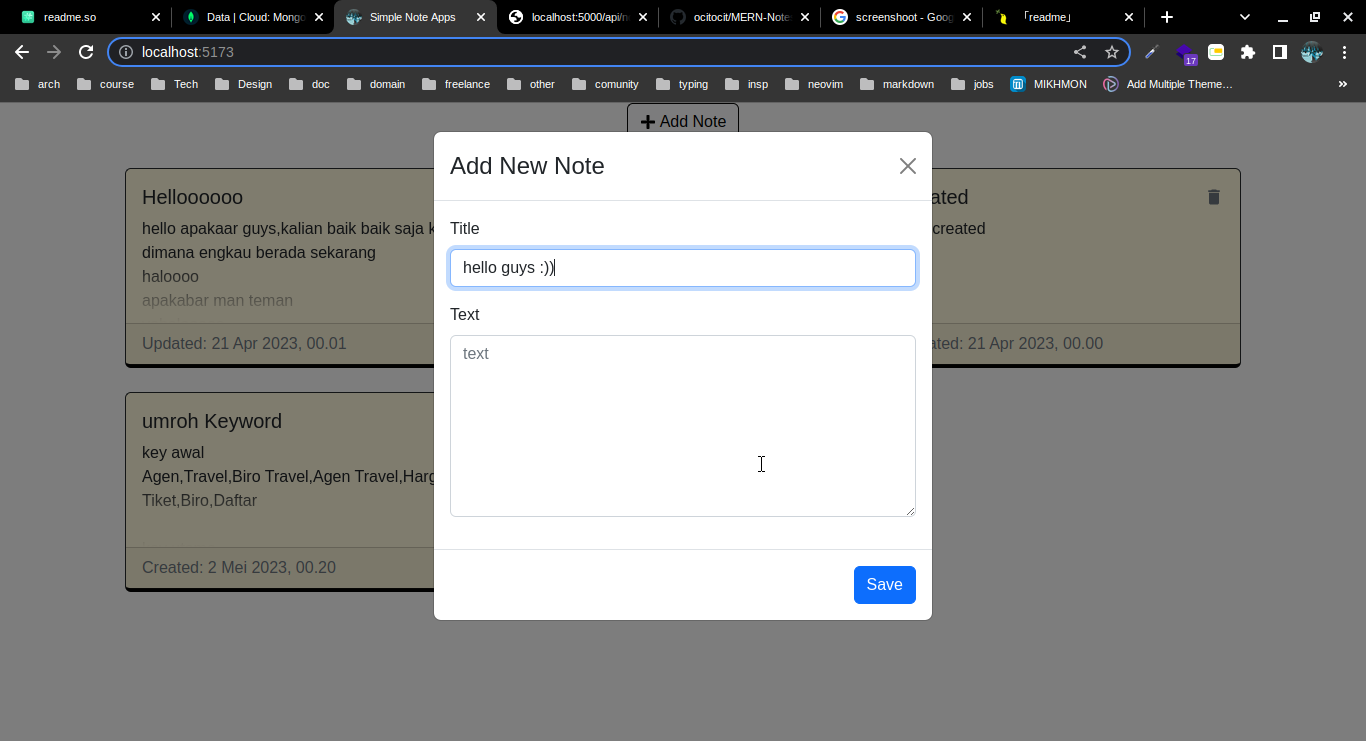 readme.so
Data | Cloud: Mongo
Simple Note Apps
localhost:5000/api/n
ocitocit/MERN-Notes
screenshoot - Goog
「readme」
localhost:5173
17
arch
course
Tech
Design
doc
domain
freelance
other
comunity
typing
insp
neovim
markdown
jobs
MIKHMON
Add Multiple Theme…
Add Note
Add New Note
Title
hello guys :))
Text
text
Save
Helloooooo
hello apakaar guys,kalian baik baik saja k
dimana engkau berada sekarang
haloooo
apakabar man teman
Updated: 21 Apr 2023, 00.01
ated
created
ated: 21 Apr 2023, 00.00
umroh Keyword
key awal
Agen,Travel,Biro Travel,Agen Travel,Harg
Tiket,Biro,Daftar
Created: 2 Mei 2023, 00.20